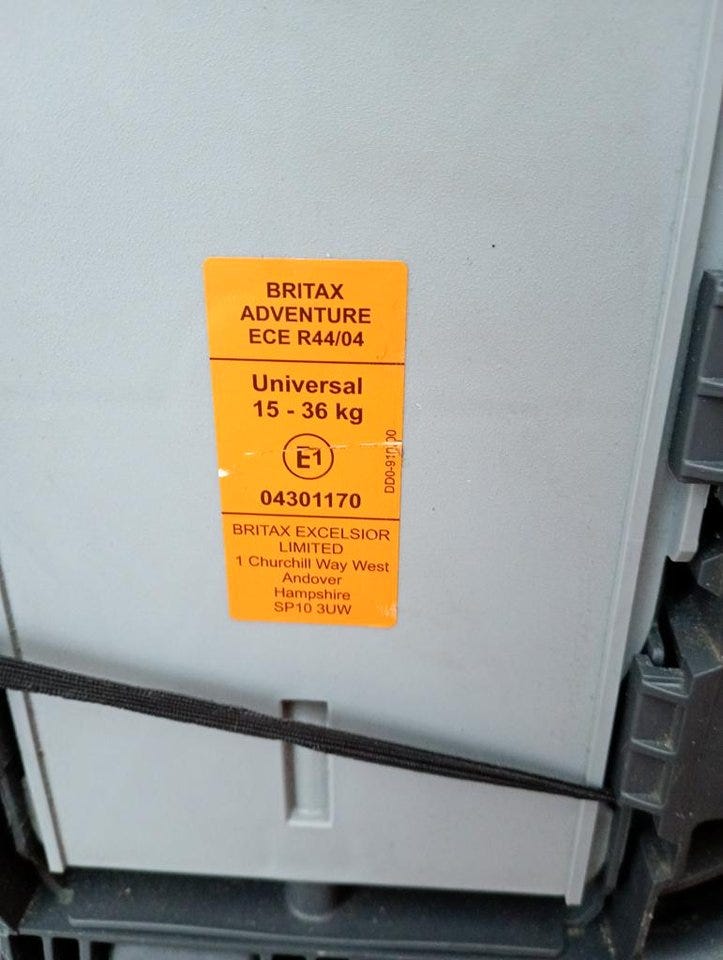 BRITAX
ADVENTURE
ECE R44/04
Universal
15 - 36 kg
E1
04301170
BRITAX EXCELSIOR
LIMITED
1 Churchill Way West
Andover
Hampshire
SP10 3UW